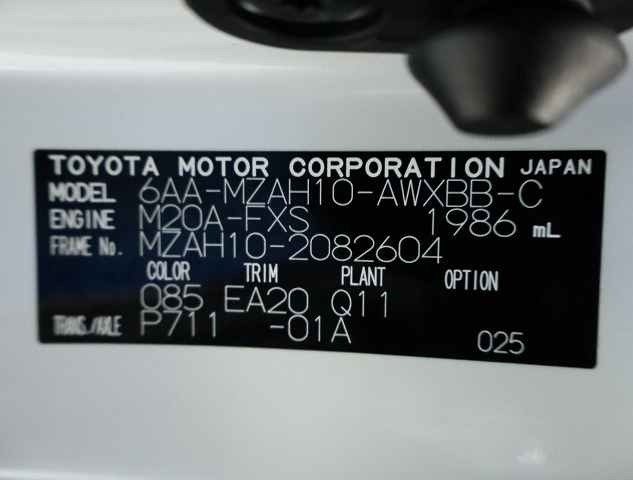 TOYOTA MOTOR CORPORATION JAPAN
MODEL 6AA-MZAH10-AWXBB-C
ENGINE M20A-FXS 1986 mL
FRAME No. MZAH10-2082604
COLOR TRIM PLANT OPTION
085 EA20 Q11
TRANS./AXLE P711 -01A 025